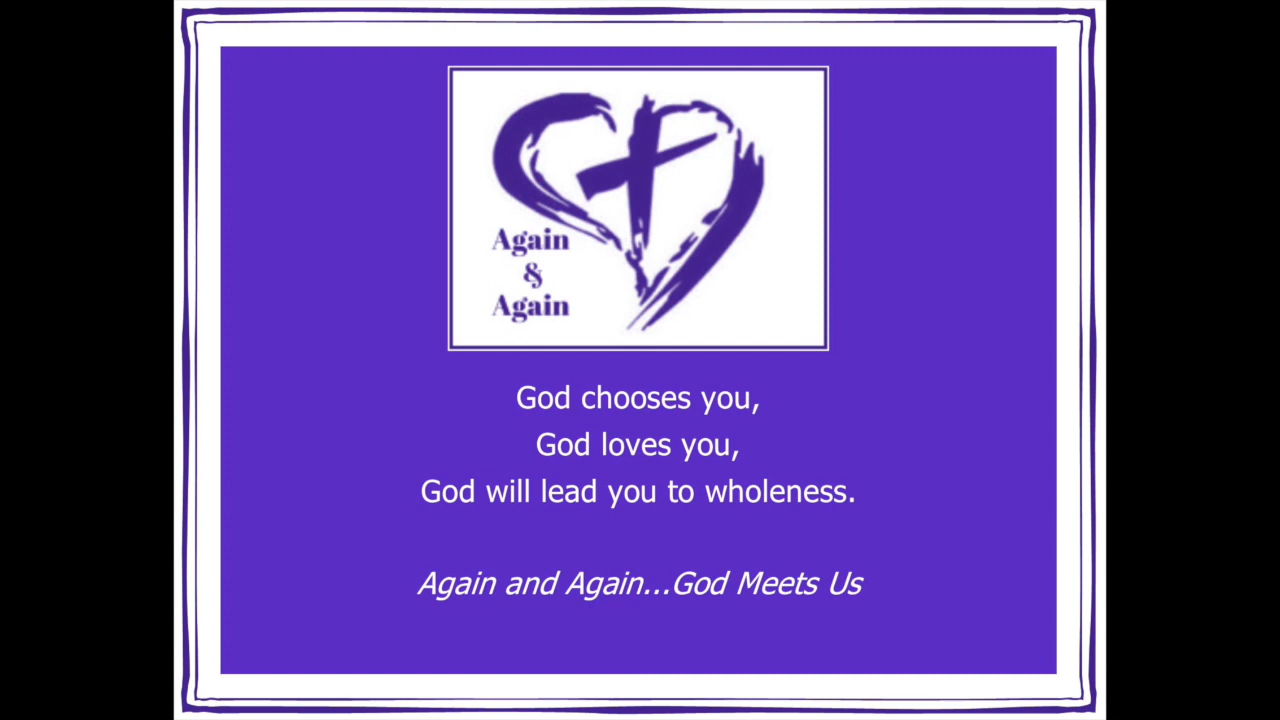 Again
&
Again
God chooses you,
God loves you,
God will lead you to wholeness.
Again and Again...God Meets Us